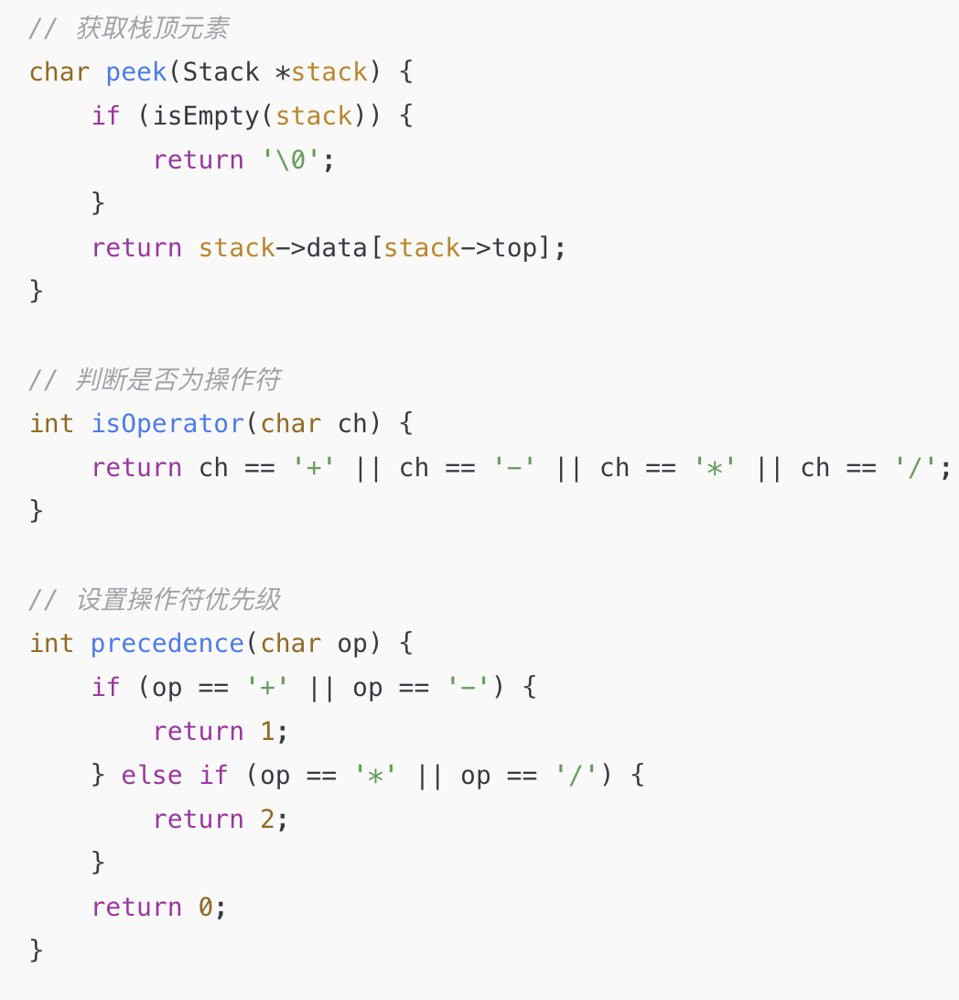 // 获取栈顶元素
char peek(Stack *stack) {
    if (isEmpty(stack)) {
        return '\0';
    }
    return stack->data[stack->top];
}

// 判断是否为操作符
int isOperator(char ch) {
    return ch == '+' || ch == '-' || ch == '*' || ch == '/';
}

// 设置操作符优先级
int precedence(char op) {
    if (op == '+' || op == '-') {
        return 1;
    } else if (op == '*' || op == '/') {
        return 2;
    }
    return 0;
}